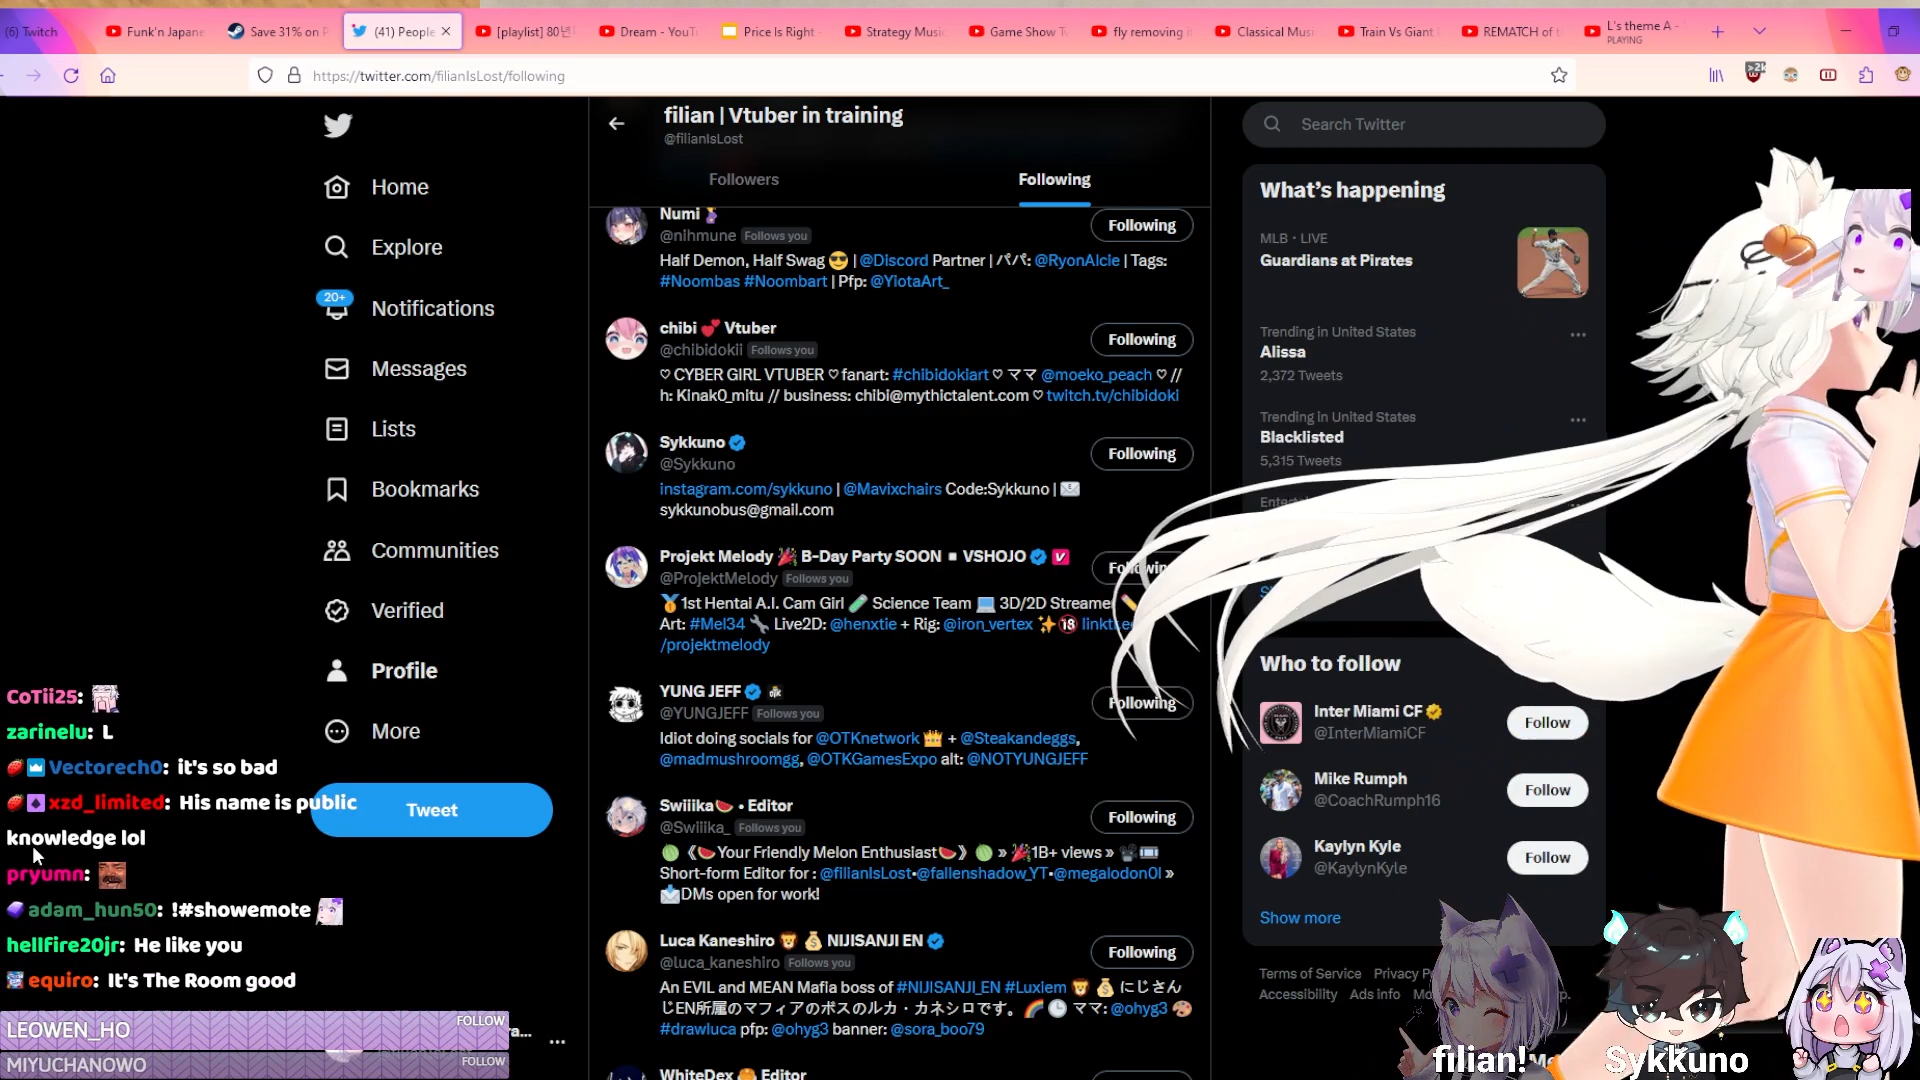 (6) Twitch
Funk'n Japane
Save 31% on P
(41) People
[playlist] 80년
Dream - YouT
Price Is Right -
Strategy Music
Game Show T
fly removing i
Classical Musi
Train Vs Giant
REMATCH of t
L's theme A -
PLAYING
https://twitter.com/filianIsLost/following
>2k
filian | Vtuber in training
@filianIsLost
Followers
Following
Home
Explore
20+
Notifications
Messages
Lists
Bookmarks
Communities
Verified
Profile
More
Tweet
Numi
@nihmune Follows you
Following
Half Demon, Half Swag 😎 | @Discord Partner | パパ: @RyonAlcie | Tags:
#Noombas #Noombart | Pfp: @YlotaArt_
chibi 💕 Vtuber
@chibidokii Follows you
Following
♡ CYBER GIRL VTUBER ♡ fanart: #chibidokiart ♡ ママ @moeko_peach ♡ //
h: Kinak0_mitu // business: chibi@mythictalent.com ♡ twitch.tv/chibidoki
Sykkuno
@Sykkuno
Following
instagram.com/sykkuno | @Mavixchairs Code:Sykkuno | 📧
sykkunobus@gmail.com
Projekt Melody 🎉 B-Day Party SOON ▪ VSHOJO
@ProjektMelody Follows you
🥇1st Hentai A.I. Cam Girl 🧪 Science Team 💻 3D/2D Streamer ✏️
Art: #Mel34 🔧 Live2D: @henxtie + Rig: @iron_vertex ✨🔞
/projektmelody
YUNG JEFF
@YUNGJEFF Follows you
Following
Idiot doing socials for @OTKnetwork 👑 + @Steakandeggs,
@madmushroomgg, @OTKGamesExpo alt: @NOTYUNGJEFF
Swiiika🍉 • Editor
@Swiiika_ Follows you
Following
🍈 《🍉Your Friendly Melon Enthusiast🍉》 🍈 » 🎉1B+ views » 📽️🎞️
Short-form Editor for : @filianIsLost•@fallenshadow_YT•@megalodon0l »
📩DMs open for work!
Luca Kaneshiro 🦁 💰 NIJISANJI EN
@luca_kaneshiro Follows you
Following
An EVIL and MEAN Mafia boss of #NIJISANJI_EN #Luxiem 🦁 💰 にじさん
じEN所属のマフィアのボスのルカ・カネシロです。🌈 🕒 ママ: @ohyg3 🎨
#drawluca pfp: @ohyg3 banner: @sora_boo79
WhiteDex 🍔 Editor
Search Twitter
What's happening
MLB · LIVE
Guardians at Pirates
Trending in United States
Alissa
2,372 Tweets
Trending in United States
Blacklisted
5,315 Tweets
Who to follow
Inter Miami CF
@InterMiamiCF
Follow
Mike Rumph
@CoachRumph16
Follow
Kaylyn Kyle
@KaylynKyle
Follow
Show more
Terms of Service
Accessibility Ads info
CoTii25:
zarinelu: L
Vectorech0: it's so bad
xzd_limited: His name is public
knowledge lol
pryumn:
adam_hun50: !#showemote
hellfire20jr: He like you
equiro: It's The Room good
LEOWEN_HO
FOLLOW
MIYUCHANOWO
FOLLOW
filian!
Sykkuno